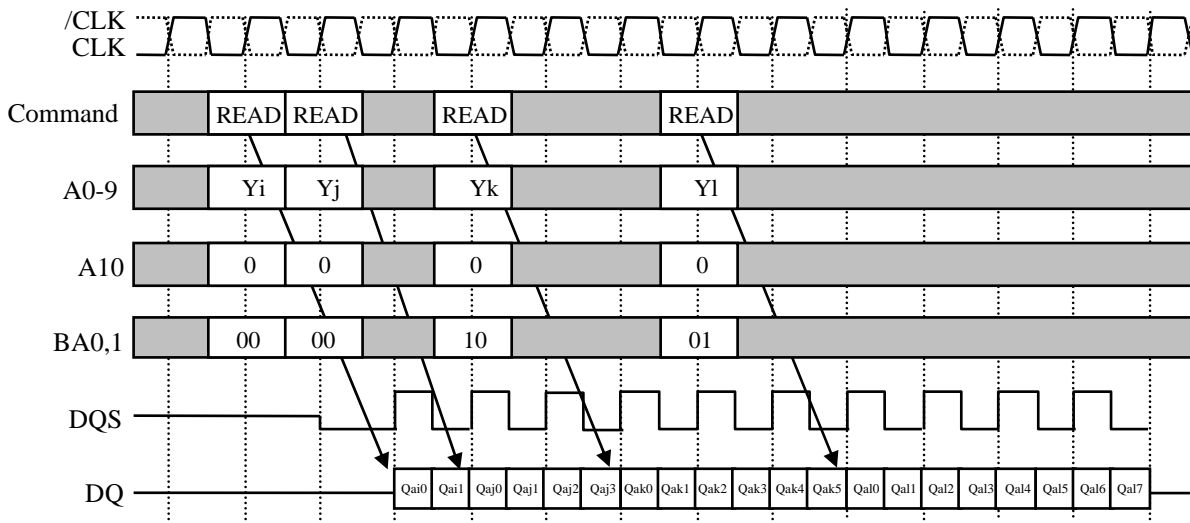 /CLK
CLK
Command READ READ READ READ
A0-9 Yi Yj Yk Yl
A10 0 0 0 0
BA0,1 00 00 10 01
DQS
DQ Qai0 Qai1 Qaj0 Qaj1 Qaj2 Qaj3 Qak0 Qak1 Qak2 Qak3 Qak4 Qak5 Qal0 Qal1 Qal2 Qal3 Qal4 Qal5 Qal6 Qal7